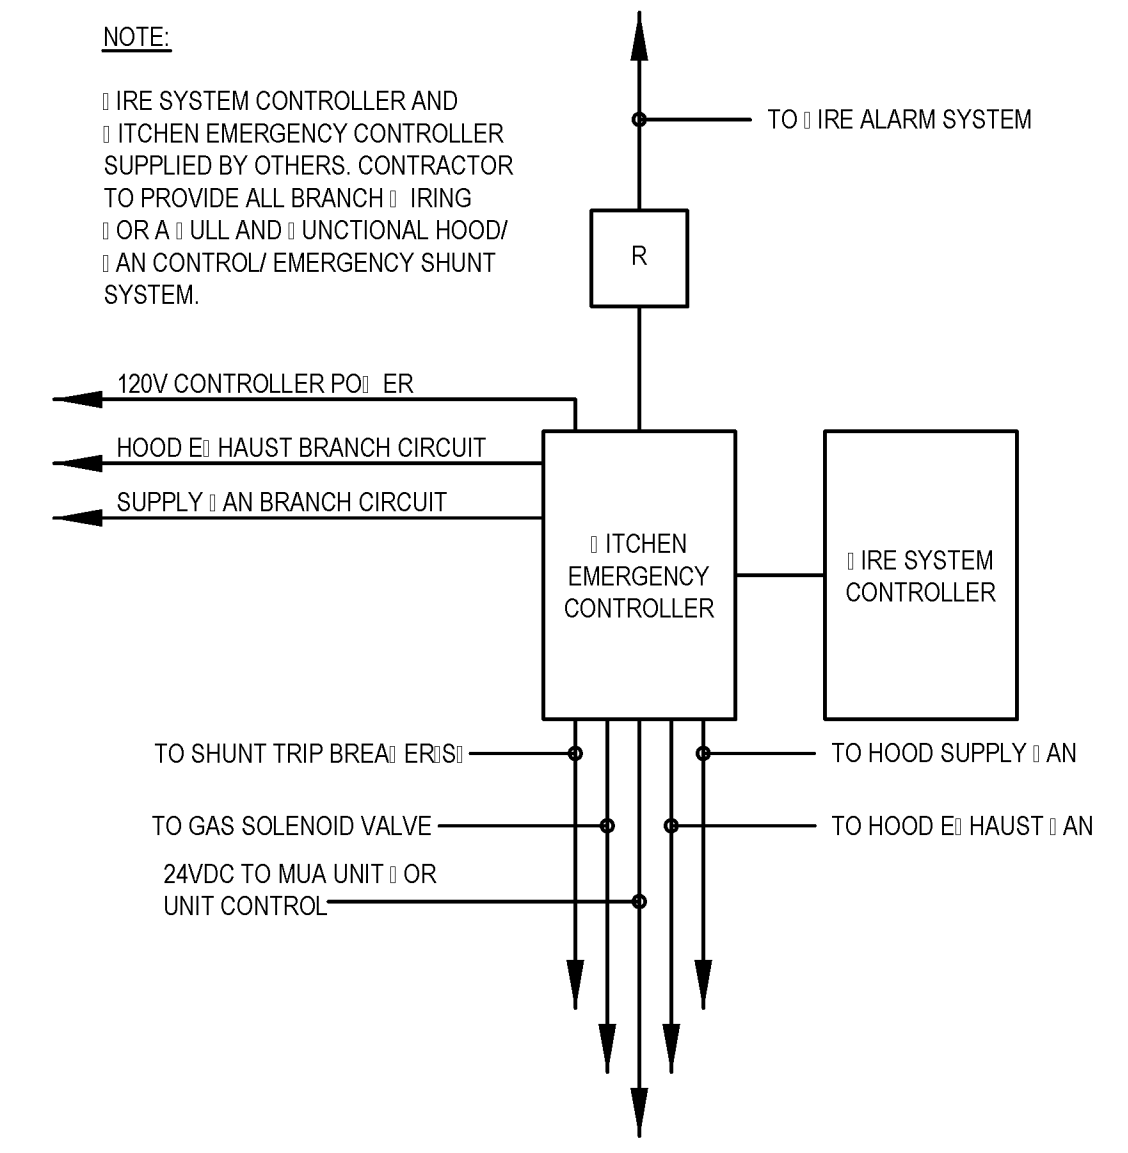 NOTE:
▯IRE SYSTEM CONTROLLER AND
▯ITCHEN EMERGENCY CONTROLLER
SUPPLIED BY OTHERS. CONTRACTOR
TO PROVIDE ALL BRANCH ▯IRING
▯OR A ▯ULL AND ▯UNCTIONAL HOOD/
▯AN CONTROL/ EMERGENCY SHUNT
SYSTEM.
TO ▯IRE ALARM SYSTEM
R
120V CONTROLLER PO▯ER
HOOD E▯HAUST BRANCH CIRCUIT
SUPPLY ▯AN BRANCH CIRCUIT
▯ITCHEN
EMERGENCY
CONTROLLER
▯IRE SYSTEM
CONTROLLER
TO SHUNT TRIP BREA▯ER▯S▯
TO HOOD SUPPLY ▯AN
TO GAS SOLENOID VALVE
TO HOOD E▯HAUST ▯AN
24VDC TO MUA UNIT ▯OR
UNIT CONTROL